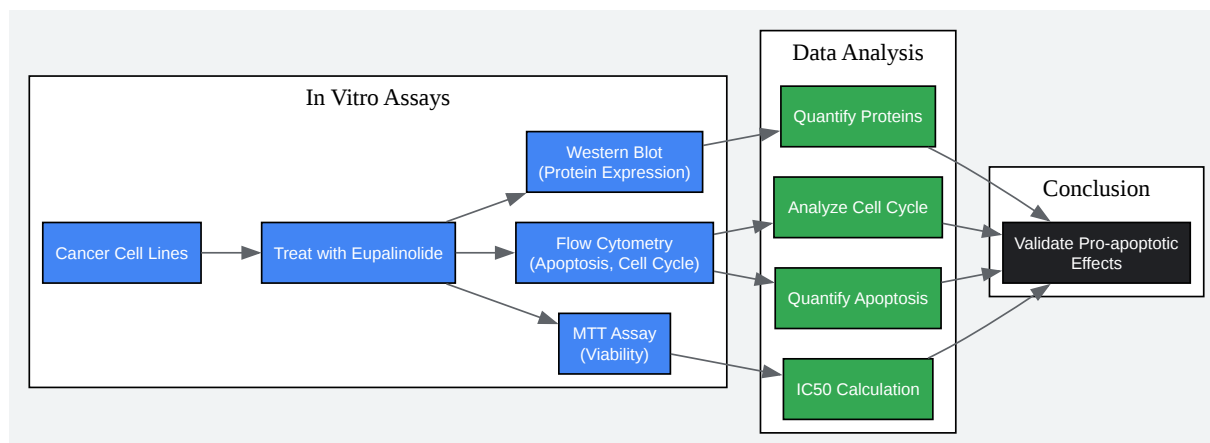 In Vitro Assays
Cancer Cell Lines
Treat with Eupalinolide
Western Blot
(Protein Expression)
Flow Cytometry
(Apoptosis, Cell Cycle)
MTT Assay
(Viability)
Data Analysis
Quantify Proteins
Analyze Cell Cycle
Quantify Apoptosis
IC50 Calculation
Conclusion
Validate Pro-apoptotic
Effects